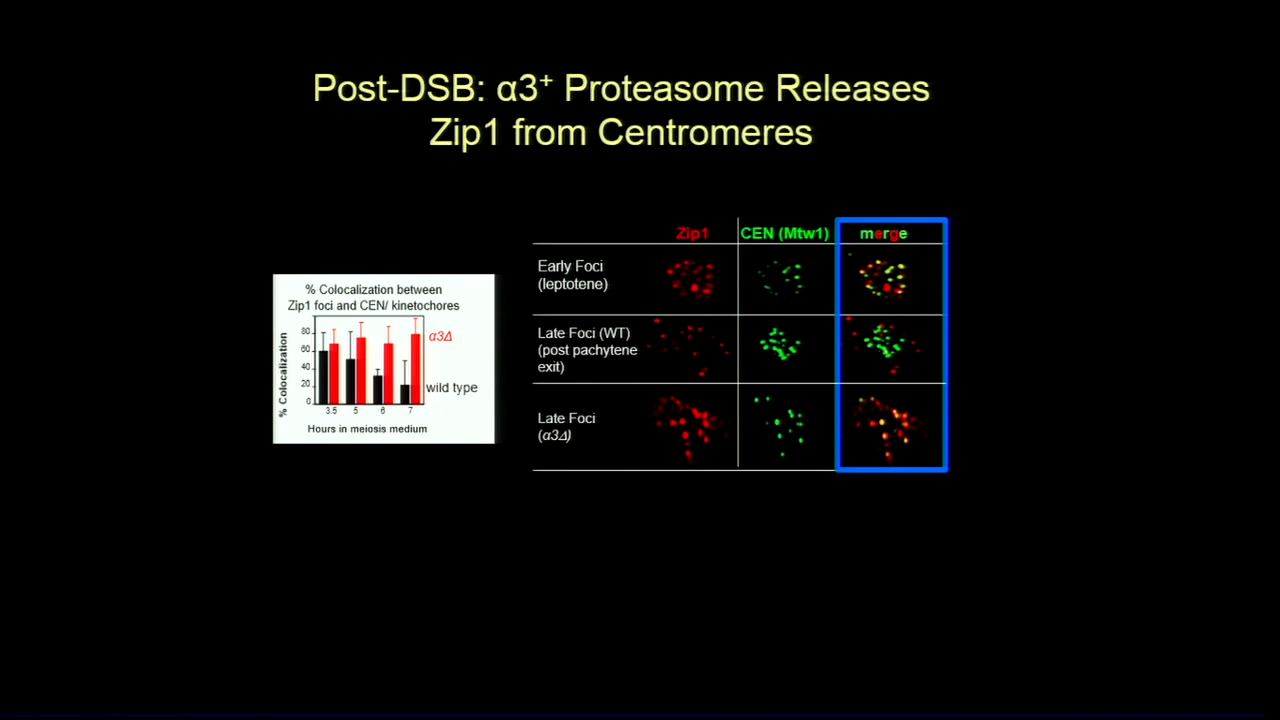 Post-DSB: α3⁺ Proteasome Releases
Zip1 from Centromeres
% Colocalization between
Zip1 foci and CEN/ kinetochores
% Colocalization
80
60
40
20
0
α3Δ
wild type
3.5 5 6 7
Hours in meiosis medium
Zip1 CEN (Mtw1) merge
Early Foci
(leptotene)
Late Foci (WT)
(post pachytene
exit)
Late Foci
(α3Δ)